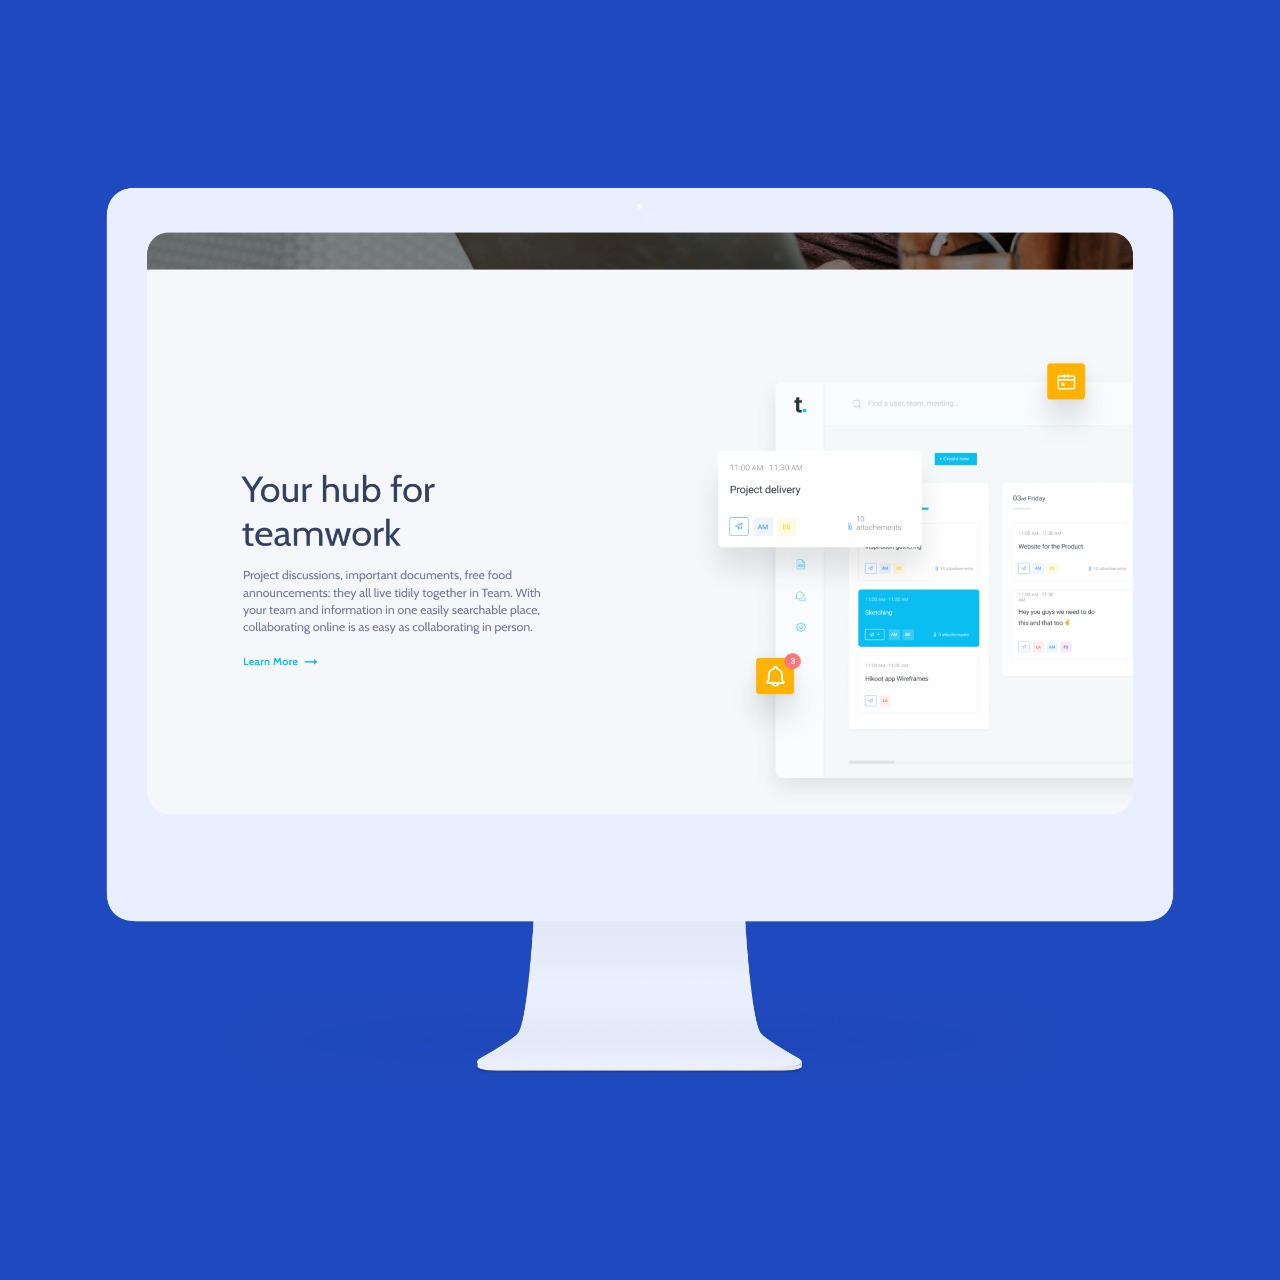 Your hub for
teamwork
Project discussions, important documents, free food
announcements: they all live tidily together in Team. With
your team and information in one easily searchable place,
collaborating online is as easy as collaborating in person.
Learn More
t.
Find a user, team, meeting...
+ Create new
11:00 AM - 11:30 AM
Project delivery
AM ES
10
attachements
Inspiration gathering
AM ES 10 attachements
11:00 AM - 11:30 AM
Sketching
3 attachements
11:00 AM - 11:30 AM
Hikoot app Wireframes
LA
03rd Friday
11:00 AM - 11:30 AM
Website for the Product
AM ES 10 attachements
11:00 AM - 11:30
AM
Hey you guys we need to do
this and that too ✌
LA AM
3